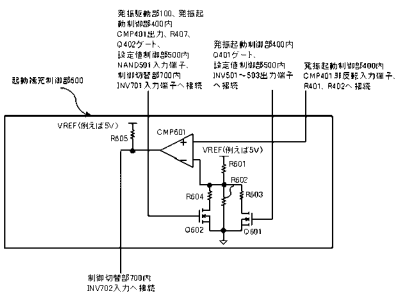 発振駆動部100、発振起
動制御部400内
CMP401出力、R407、
Q402ゲート、
設定値制御部500内
NAND501入力端子、
制御切替部700内
INV701入力端子へ接続
発振起動制御部400内
Q401ゲート、
設定値制御部500内
INV501～503出力端子
へ接続
発振起動制御部400内
CMP401非反転入力端子、
R401、R402へ接続
起動補完制御部600
VREF(例えば5V)
R605
CMP601
VREF(例えば5V)
R601
R602
R604
R603
Q602
Q601
制御切替部700内
INV702入力へ接続